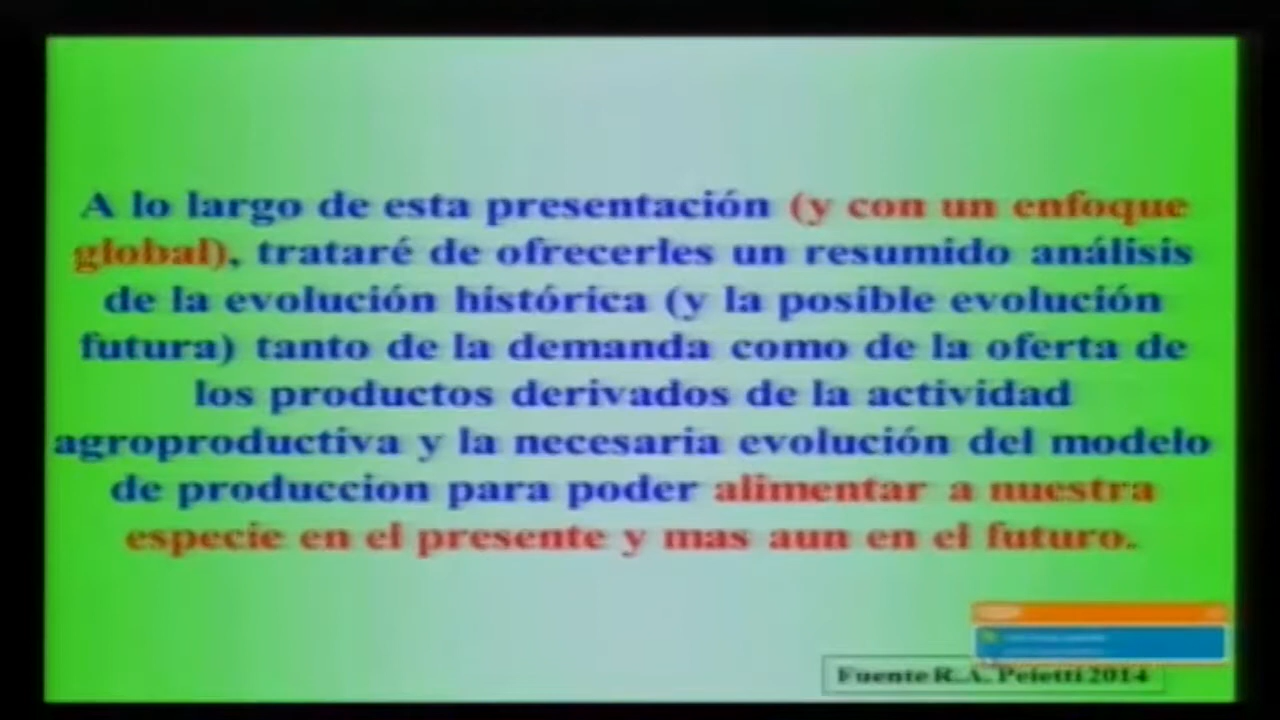 A lo largo de esta presentación (y con un enfoque
global), trataré de ofrecerles un resumido análisis
de la evolución histórica (y la posible evolución
futura) tanto de la demanda como de la oferta de
los productos derivados de la actividad
agroproductiva y la necesaria evolución del modelo
de produccion para poder alimentar a nuestra
especie en el presente y mas aun en el futuro.
Fuente R.A. Peietti 2014